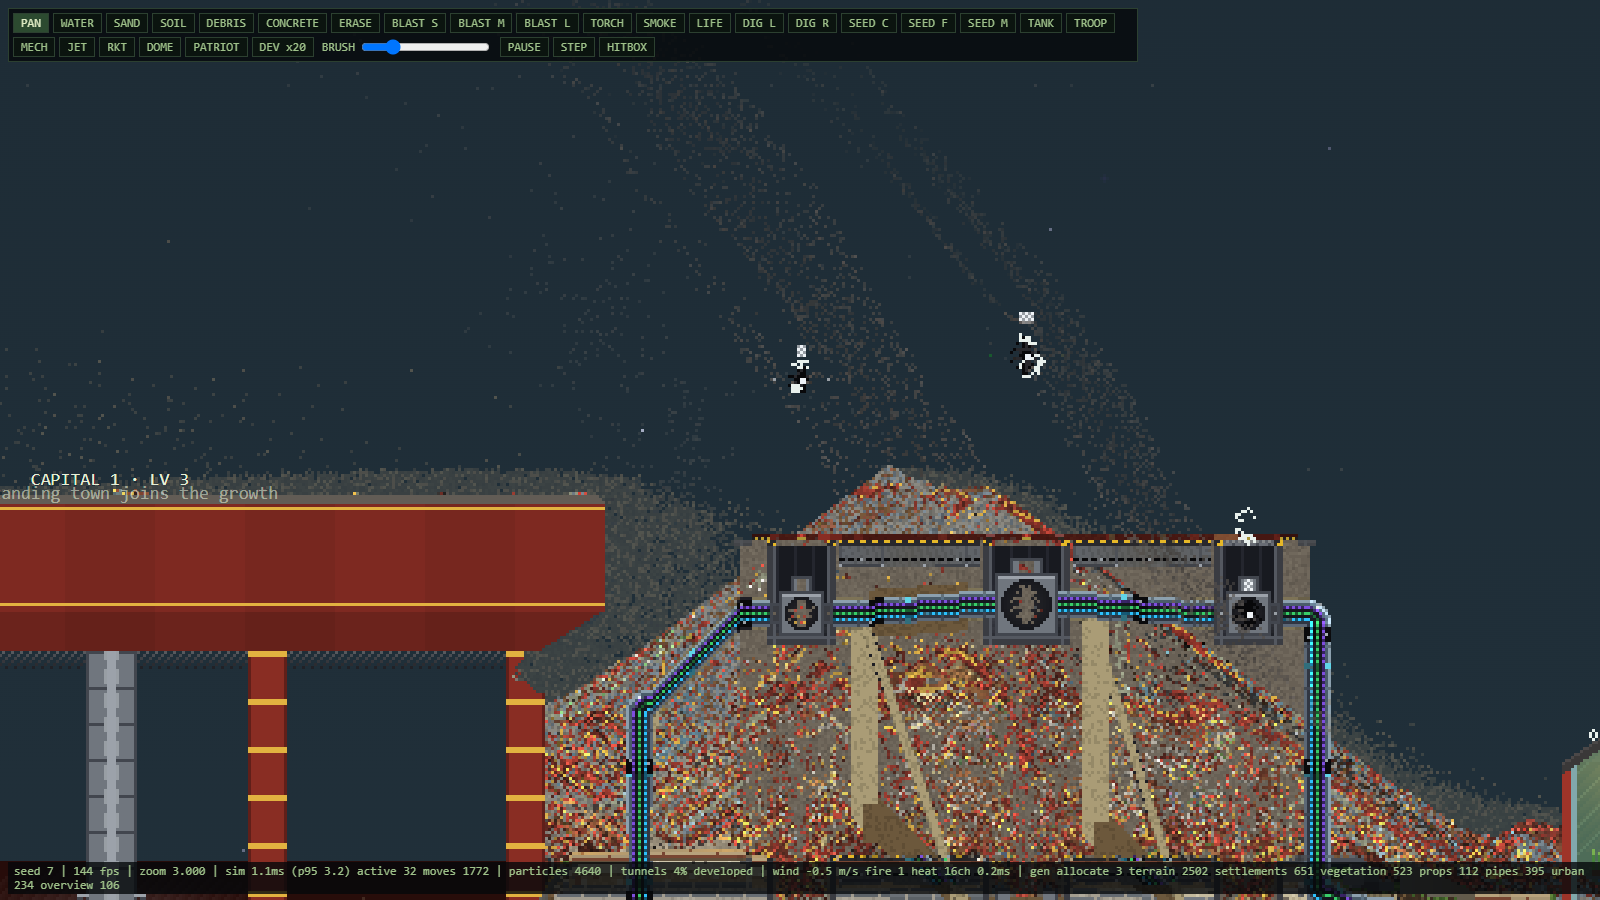 PAN WATER SAND SOIL DEBRIS CONCRETE ERASE BLAST S BLAST M BLAST L TORCH SMOKE LIFE DIG L DIG R SEED C SEED F SEED M TANK TROOP
MECH JET RKT DOME PATRIOT DEV x20 BRUSH PAUSE STEP HITBOX
CAPITAL 1 · LV 3
anding town joins the growth
seed 7 | 144 fps | zoom 3.000 | sim 1.1ms (p95 3.2) active 32 moves 1772 | particles 4640 | tunnels 4% developed | wind -0.5 m/s fire 1 heat 16ch 0.2ms | gen allocate 3 terrain 2502 settlements 651 vegetation 523 props 112 pipes 395 urban
234 overview 106